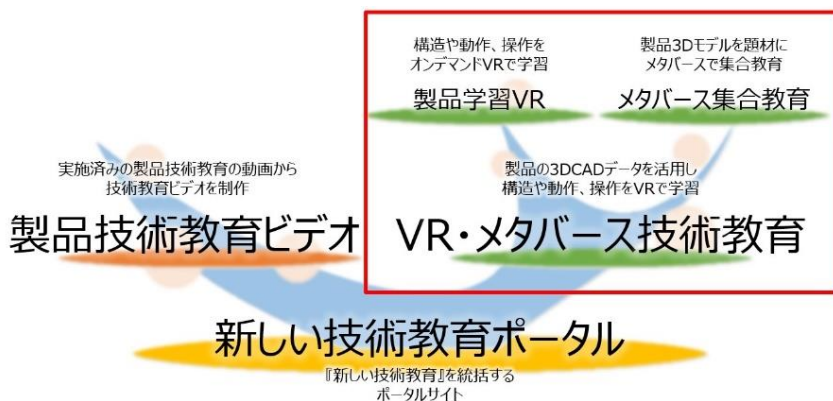 構造や動作、操作を
オンデマンドVRで学習
製品学習VR
製品3Dモデルを題材に
メタバースで集合教育
メタバース集合教育
実施済みの製品技術教育の動画から
技術教育ビデオを制作
製品技術教育ビデオ
製品の3DCADデータを活用し
構造や動作、操作をVRで学習
VR・メタバース技術教育
新しい技術教育ポータル
『新しい技術教育』を統括する
ポータルサイト